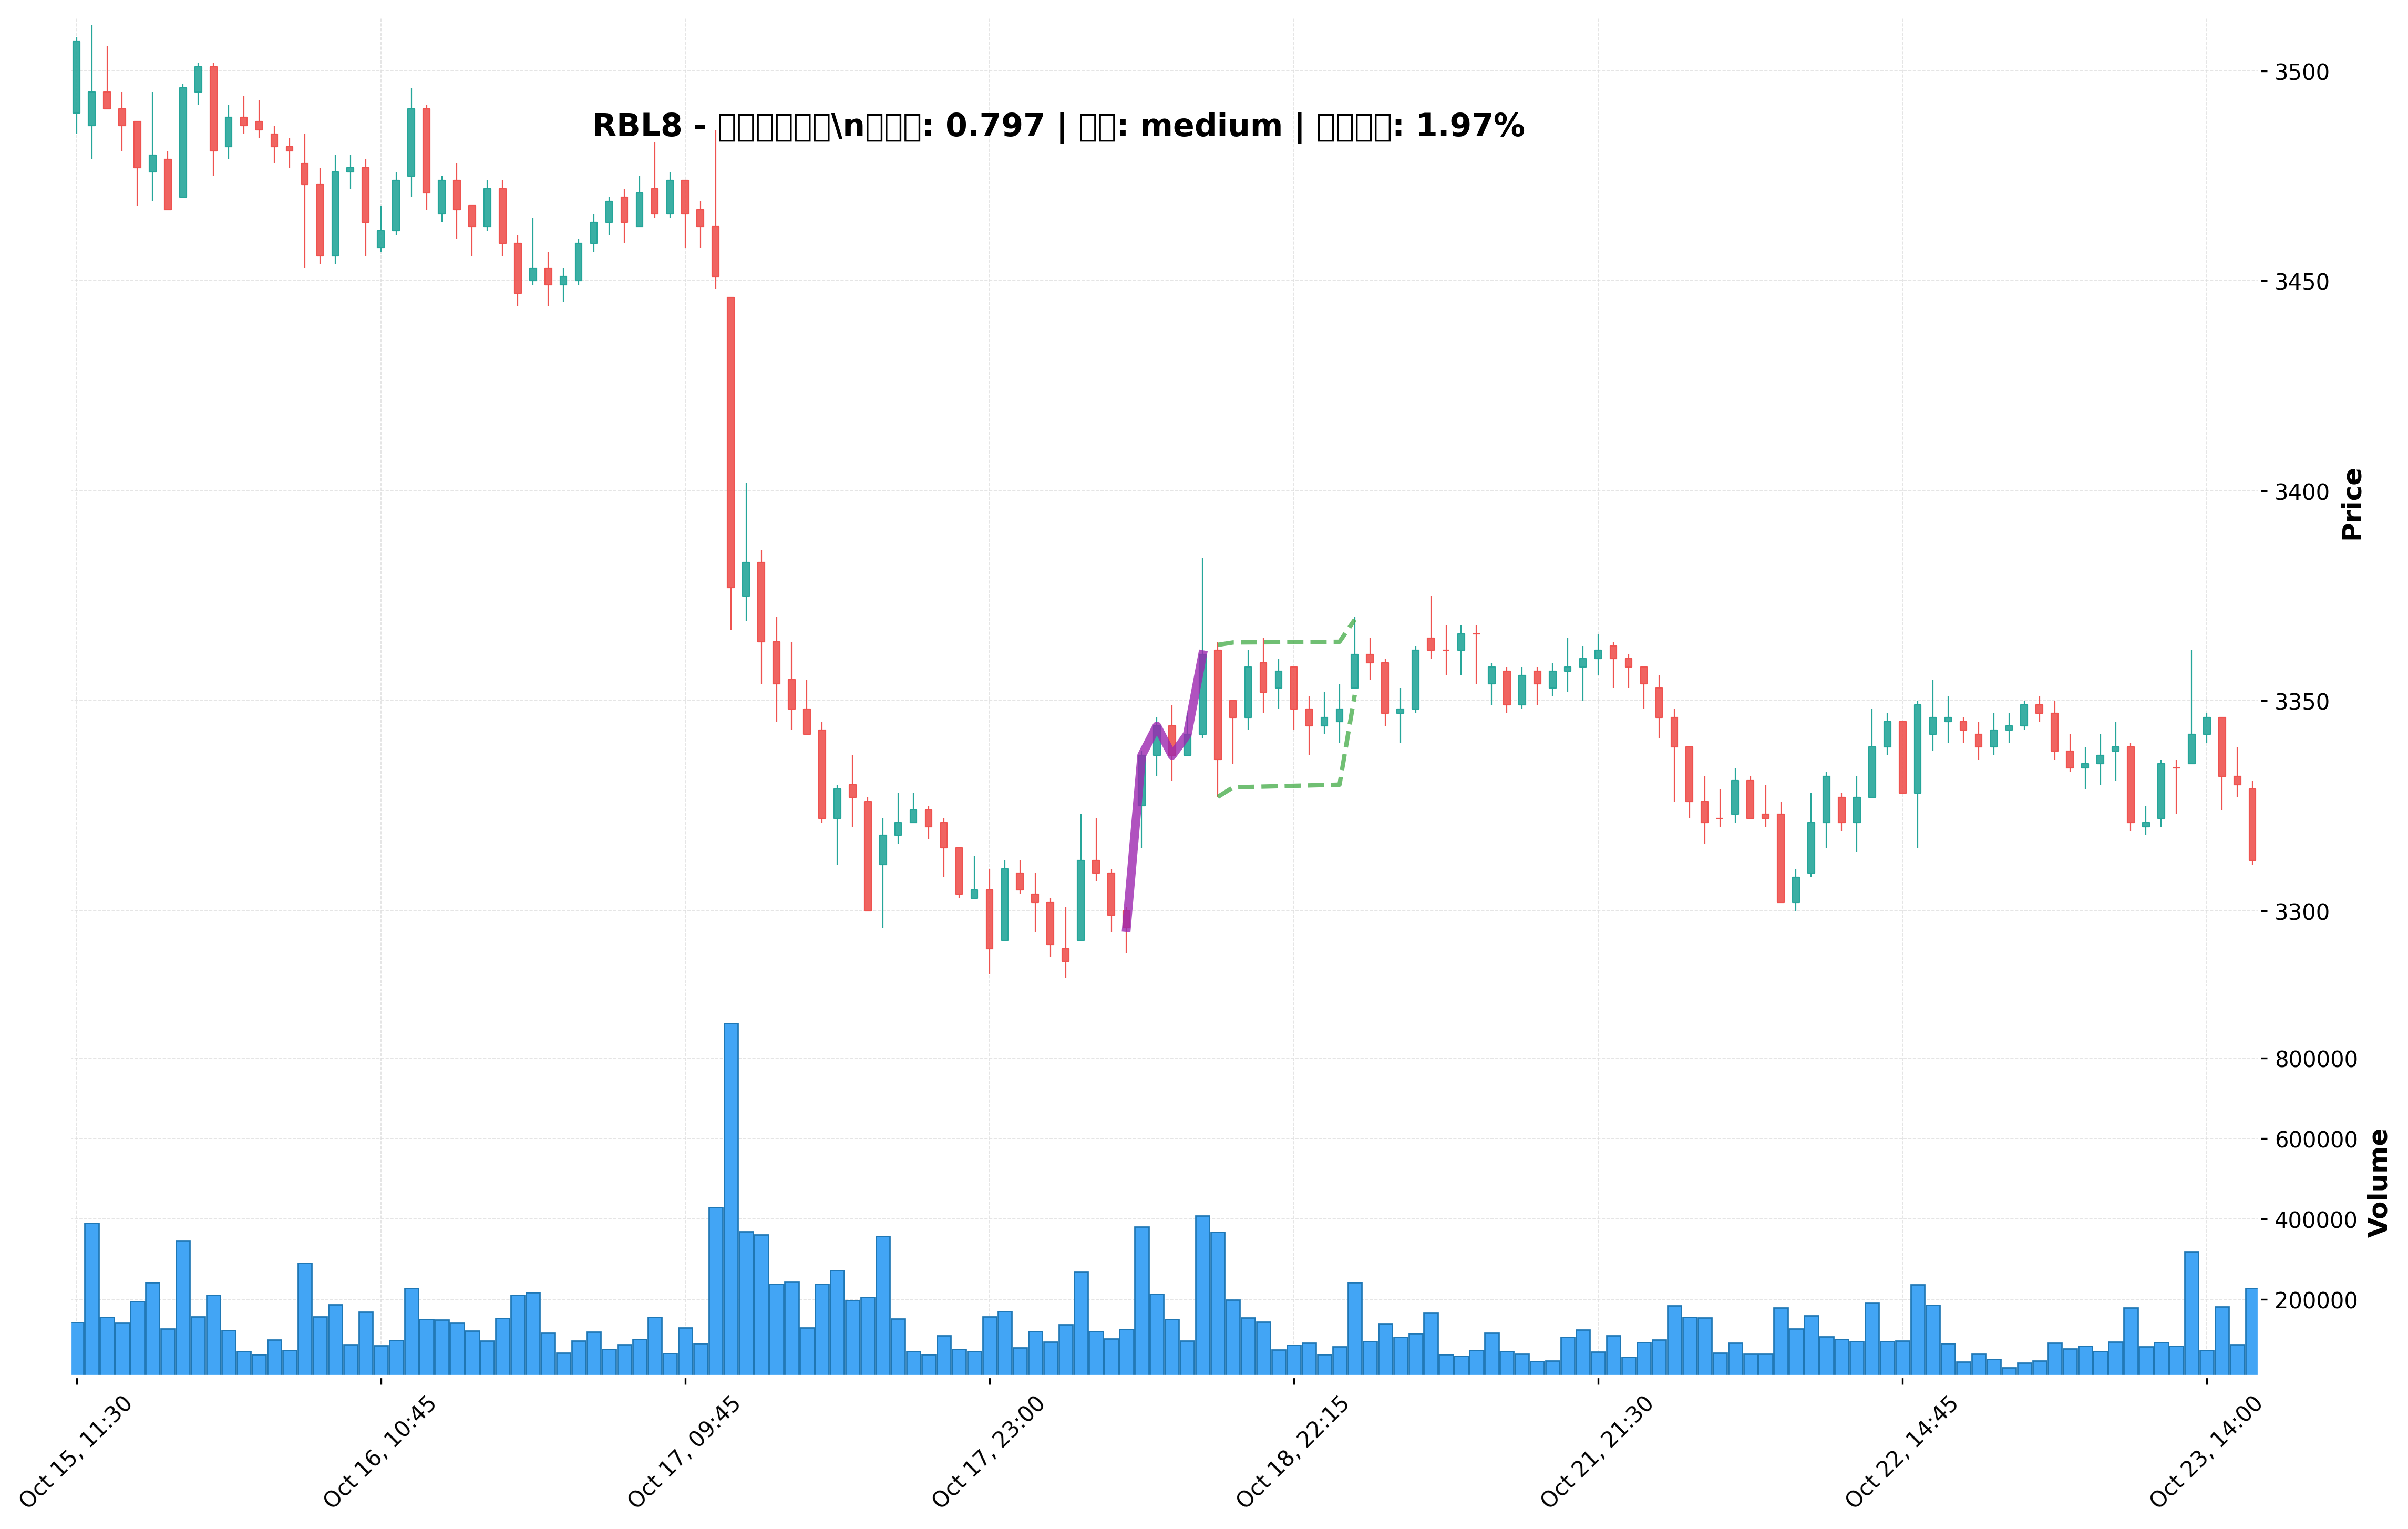 RBL8 - □□□□□□\n□□□: 0.797 | □□: medium | □□□□: 1.97%
3500
3450
3400
3350
3300
Price
800000
600000
400000
200000
Volume
Oct 15, 11:30
Oct 16, 10:45
Oct 17, 09:45
Oct 17, 23:00
Oct 18, 22:15
Oct 21, 21:30
Oct 22, 14:45
Oct 23, 14:00